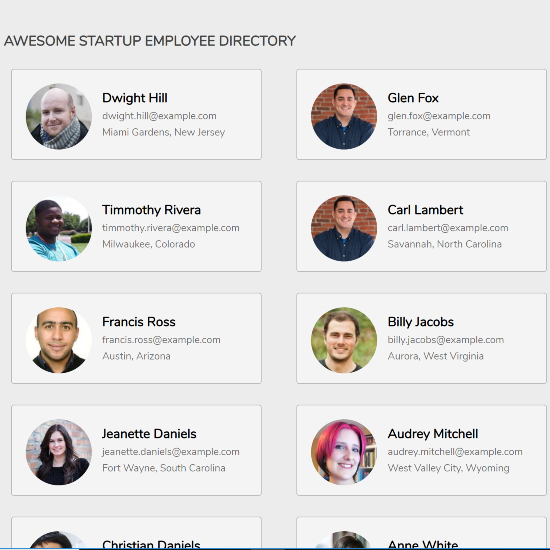 AWESOME STARTUP EMPLOYEE DIRECTORY
Dwight Hill
dwight.hill@example.com
Miami Gardens, New Jersey
Glen Fox
glen.fox@example.com
Torrance, Vermont
Timmothy Rivera
timmothy.rivera@example.com
Milwaukee, Colorado
Carl Lambert
carl.lambert@example.com
Savannah, North Carolina
Francis Ross
francis.ross@example.com
Austin, Arizona
Billy Jacobs
billy.jacobs@example.com
Aurora, West Virginia
Jeanette Daniels
jeanette.daniels@example.com
Fort Wayne, South Carolina
Audrey Mitchell
audrey.mitchell@example.com
West Valley City, Wyoming
Christian Daniels
Anne White